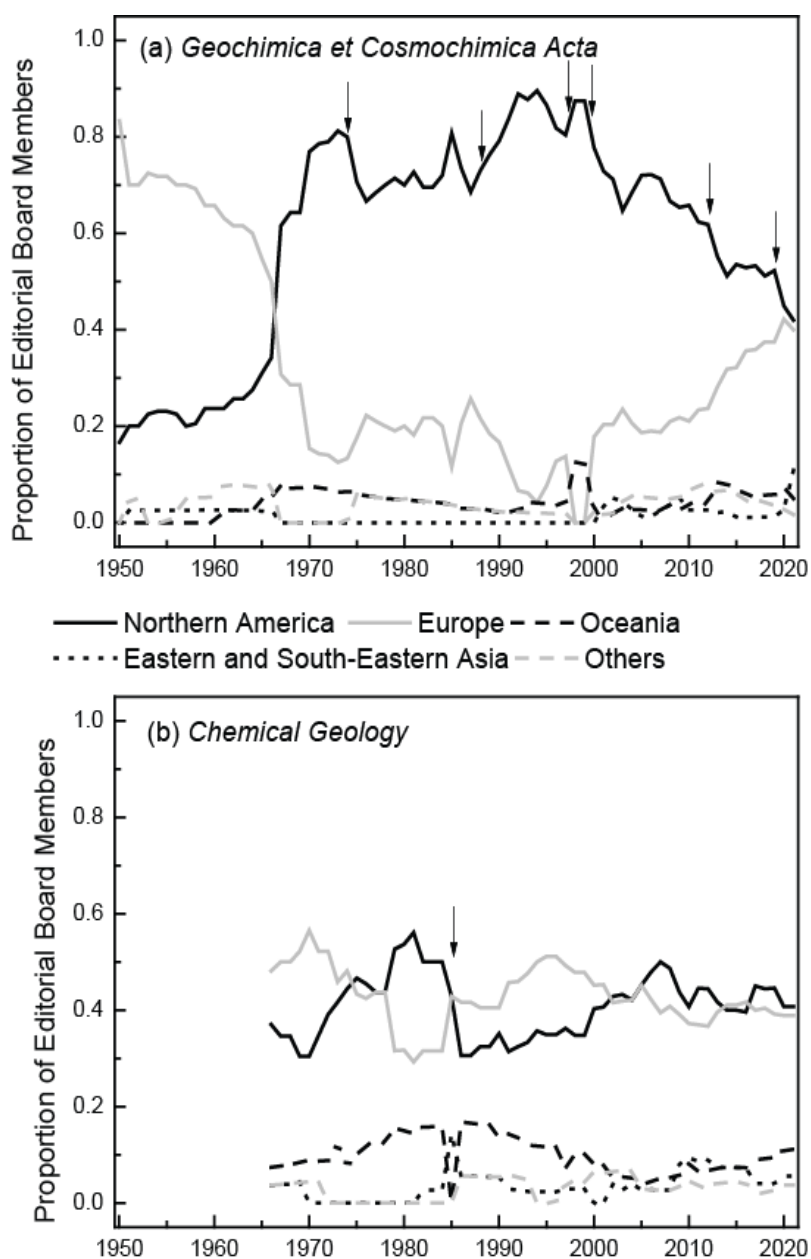 (a) Geochimica et Cosmochimica Acta
Proportion of Editorial Board Members
1.0
0.8
0.6
0.4
0.2
0.0
1950 1960 1970 1980 1990 2000 2010 2020
Northern America Europe Oceania
Eastern and South-Eastern Asia Others
(b) Chemical Geology
Proportion of Editorial Board Members
1.0
0.8
0.6
0.4
0.2
0.0
1950 1960 1970 1980 1990 2000 2010 2020